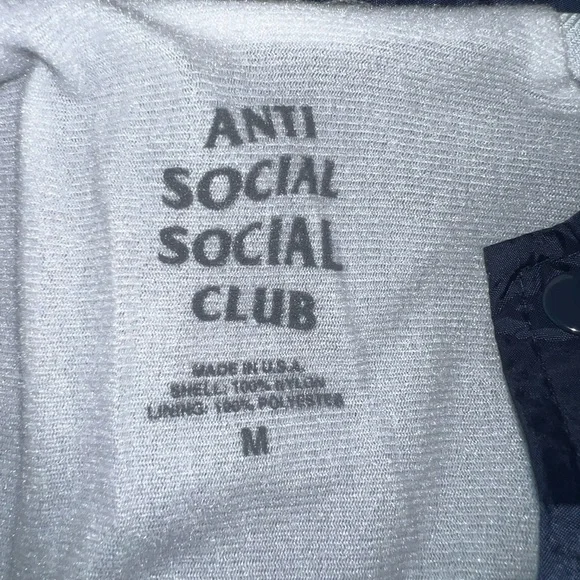 ANTI
SOCIAL
SOCIAL
CLUB
MADE IN U.S.A.
SHELL: 100% NYLON
LINING: 100% POLYESTER
M